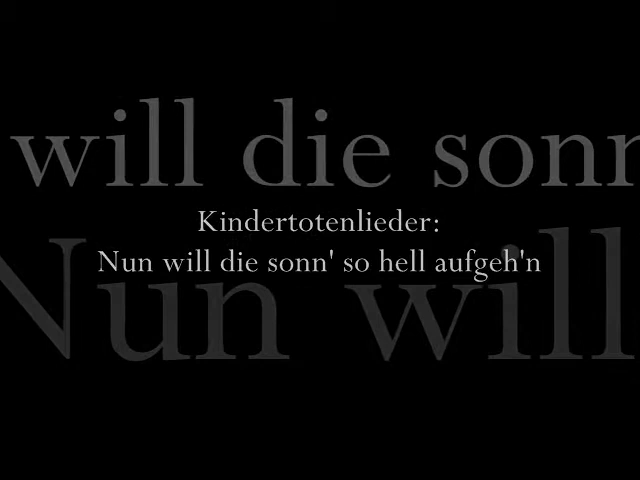 will die sonn
Kindertotenlieder:
Nun will die sonn' so hell aufgeh'n
Nun will